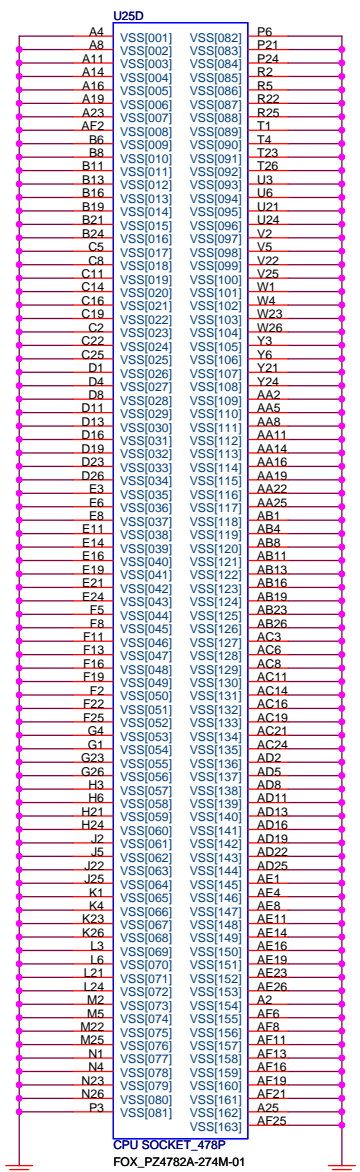 U25D
A4 VSS[001] VSS[082] P6
A8 VSS[002] VSS[083] P21
A11 VSS[003] VSS[084] P24
A14 VSS[004] VSS[085] R2
A16 VSS[005] VSS[086] R5
A19 VSS[006] VSS[087] R22
A23 VSS[007] VSS[088] R25
AF2 VSS[008] VSS[089] T1
B6 VSS[009] VSS[090] T4
B8 VSS[010] VSS[091] T23
B11 VSS[011] VSS[092] T26
B13 VSS[012] VSS[093] U3
B16 VSS[013] VSS[094] U6
B19 VSS[014] VSS[095] U21
B21 VSS[015] VSS[096] U24
B24 VSS[016] VSS[097] V2
C5 VSS[017] VSS[098] V5
C8 VSS[018] VSS[099] V22
C11 VSS[019] VSS[100] V25
C14 VSS[020] VSS[101] W1
C16 VSS[021] VSS[102] W4
C19 VSS[022] VSS[103] W23
C2 VSS[023] VSS[104] W26
C22 VSS[024] VSS[105] Y3
C25 VSS[025] VSS[106] Y6
D1 VSS[026] VSS[107] Y21
D4 VSS[027] VSS[108] Y24
D8 VSS[028] VSS[109] AA2
D11 VSS[029] VSS[110] AA5
D13 VSS[030] VSS[111] AA8
D16 VSS[031] VSS[112] AA11
D19 VSS[032] VSS[113] AA14
D23 VSS[033] VSS[114] AA16
D26 VSS[034] VSS[115] AA19
E3 VSS[035] VSS[116] AA22
E6 VSS[036] VSS[117] AA25
E8 VSS[037] VSS[118] AB1
E11 VSS[038] VSS[119] AB4
E14 VSS[039] VSS[120] AB8
E16 VSS[040] VSS[121] AB11
E19 VSS[041] VSS[122] AB13
E21 VSS[042] VSS[123] AB16
E24 VSS[043] VSS[124] AB19
F5 VSS[044] VSS[125] AB23
F8 VSS[045] VSS[126] AB26
F11 VSS[046] VSS[127] AC3
F13 VSS[047] VSS[128] AC6
F16 VSS[048] VSS[129] AC8
F19 VSS[049] VSS[130] AC11
F2 VSS[050] VSS[131] AC14
F22 VSS[051] VSS[132] AC16
F25 VSS[052] VSS[133] AC19
G4 VSS[053] VSS[134] AC21
G1 VSS[054] VSS[135] AC24
G23 VSS[055] VSS[136] AD2
G26 VSS[056] VSS[137] AD5
H3 VSS[057] VSS[138] AD8
H6 VSS[058] VSS[139] AD11
H21 VSS[059] VSS[140] AD13
H24 VSS[060] VSS[141] AD16
J2 VSS[061] VSS[142] AD19
J5 VSS[062] VSS[143] AD22
J22 VSS[063] VSS[144] AD25
J25 VSS[064] VSS[145] AE1
K1 VSS[065] VSS[146] AE4
K4 VSS[066] VSS[147] AE8
K23 VSS[067] VSS[148] AE11
K26 VSS[068] VSS[149] AE14
L3 VSS[069] VSS[150] AE16
L6 VSS[070] VSS[151] AE19
L21 VSS[071] VSS[152] AE23
L24 VSS[072] VSS[153] AE26
M2 VSS[073] VSS[154] A2
M5 VSS[074] VSS[155] AF6
M22 VSS[075] VSS[156] AF8
M25 VSS[076] VSS[157] AF11
N1 VSS[077] VSS[158] AF13
N4 VSS[078] VSS[159] AF16
N23 VSS[079] VSS[160] AF19
N26 VSS[080] VSS[161] AF21
P3 VSS[081] VSS[162] A25
VSS[163] AF25
CPU SOCKET_478P
FOX_PZ4782A-274M-01